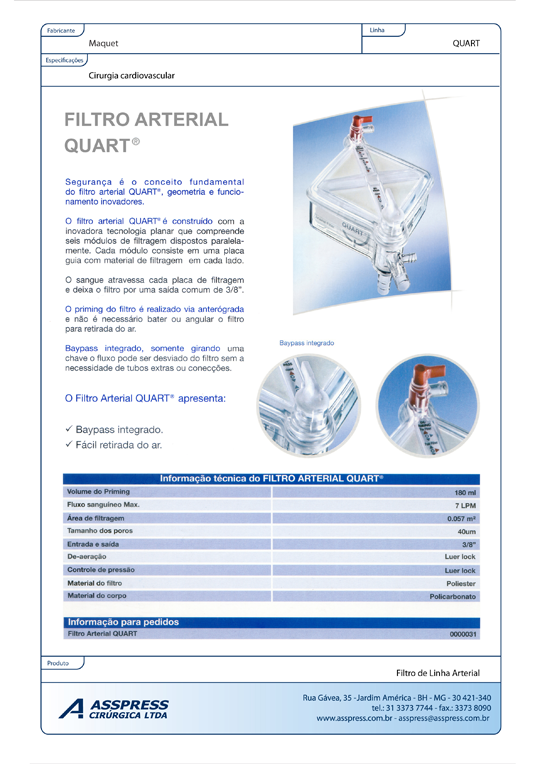 Fabricante
Maquet
Linha
QUART
Especificações
Cirurgia cardiovascular
FILTRO ARTERIAL
QUART®
Segurança é o conceito fundamental
do filtro arterial QUART®, geometria e funcio-
namento inovadores.
O filtro arterial QUART® é construído com a
inovadora tecnologia planar que compreende
seis módulos de filtragem dispostos paralela-
mente. Cada módulo consiste em uma placa
guia com material de filtragem em cada lado.
O sangue atravessa cada placa de filtragem
e deixa o filtro por uma saída comum de 3/8".
O priming do filtro é realizado via anterógrada
e não é necessário bater ou angular o filtro
para retirada do ar.
Baypass integrado, somente girando uma
chave o fluxo pode ser desviado do filtro sem a
necessidade de tubos extras ou conecções.
QUART
Baypass integrado
O Filtro Arterial QUART® apresenta:
✓ Baypass integrado.
✓ Fácil retirada do ar.
Informação técnica do FILTRO ARTERIAL QUART®
Volume do Priming 180 ml
Fluxo sanguíneo Max. 7 LPM
Área de filtragem 0.057 m²
Tamanho dos poros 40um
Entrada e saída 3/8"
De-aeração Luer lock
Controle de pressão Luer lock
Material do filtro Poliester
Material do corpo Policarbonato
Informação para pedidos
Filtro Arterial QUART 0000031
Produto
Filtro de Linha Arterial
ASSPRESS
CIRÚRGICA LTDA
Rua Gávea, 35 -Jardim América - BH - MG - 30 421-340
tel.: 31 3373 7744 - fax.: 3373 8090
www.asspress.com.br - asspress@asspress.com.br